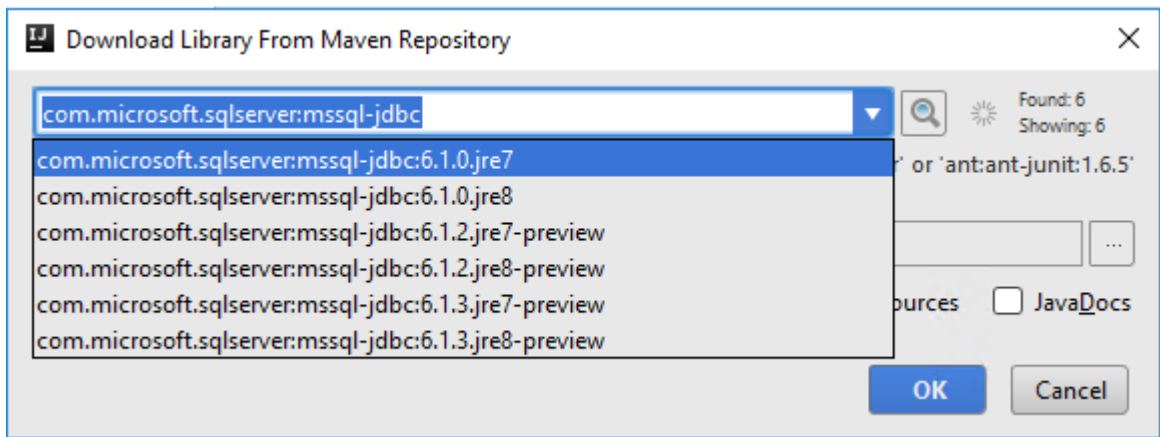 Download Library From Maven Repository
com.microsoft.sqlserver:mssql-jdbc
Found: 6
Showing: 6
com.microsoft.sqlserver:mssql-jdbc:6.1.0.jre7
' or 'ant:ant-junit:1.6.5'
com.microsoft.sqlserver:mssql-jdbc:6.1.0.jre8
com.microsoft.sqlserver:mssql-jdbc:6.1.2.jre7-preview
...
com.microsoft.sqlserver:mssql-jdbc:6.1.2.jre8-preview
com.microsoft.sqlserver:mssql-jdbc:6.1.3.jre7-preview
JavaDocs
com.microsoft.sqlserver:mssql-jdbc:6.1.3.jre8-preview
OK
Cancel